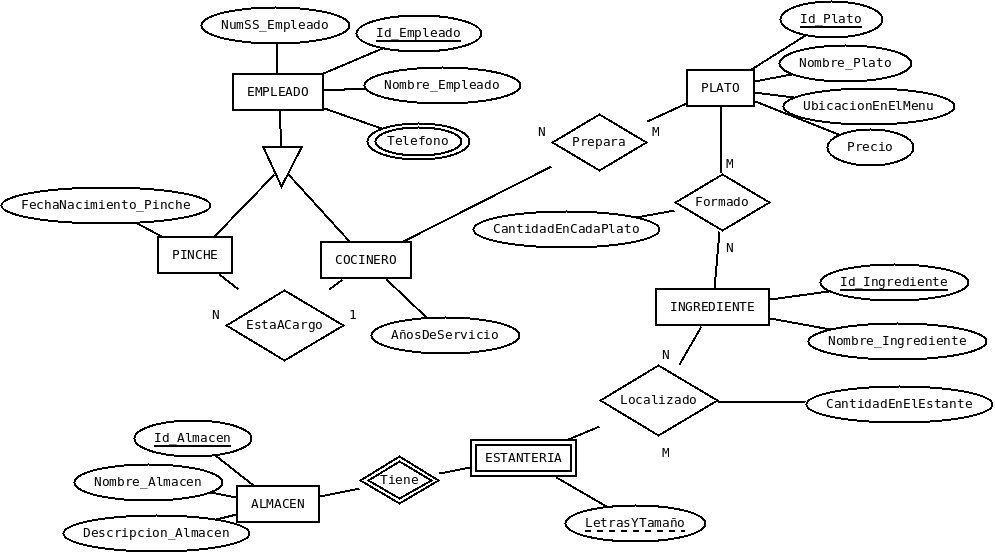 NumSS_Empleado
Id_Empleado
Id_Plato
Nombre_Plato
Nombre_Empleado
EMPLEADO
PLATO
UbicacionEnElMenu
N
M
Prepara
Telefono
Precio
M
Formado
FechaNacimiento_Pinche
CantidadEnCadaPlato
N
PINCHE
COCINERO
Id_Ingrediente
INGREDIENTE
N
1
EstaACargo
AñosDeServicio
Nombre_Ingrediente
N
Localizado
CantidadEnElEstante
Id_Almacen
M
ESTANTERIA
Nombre_Almacen
Tiene
ALMACEN
LetrasYTamaño
Descripcion_Almacen